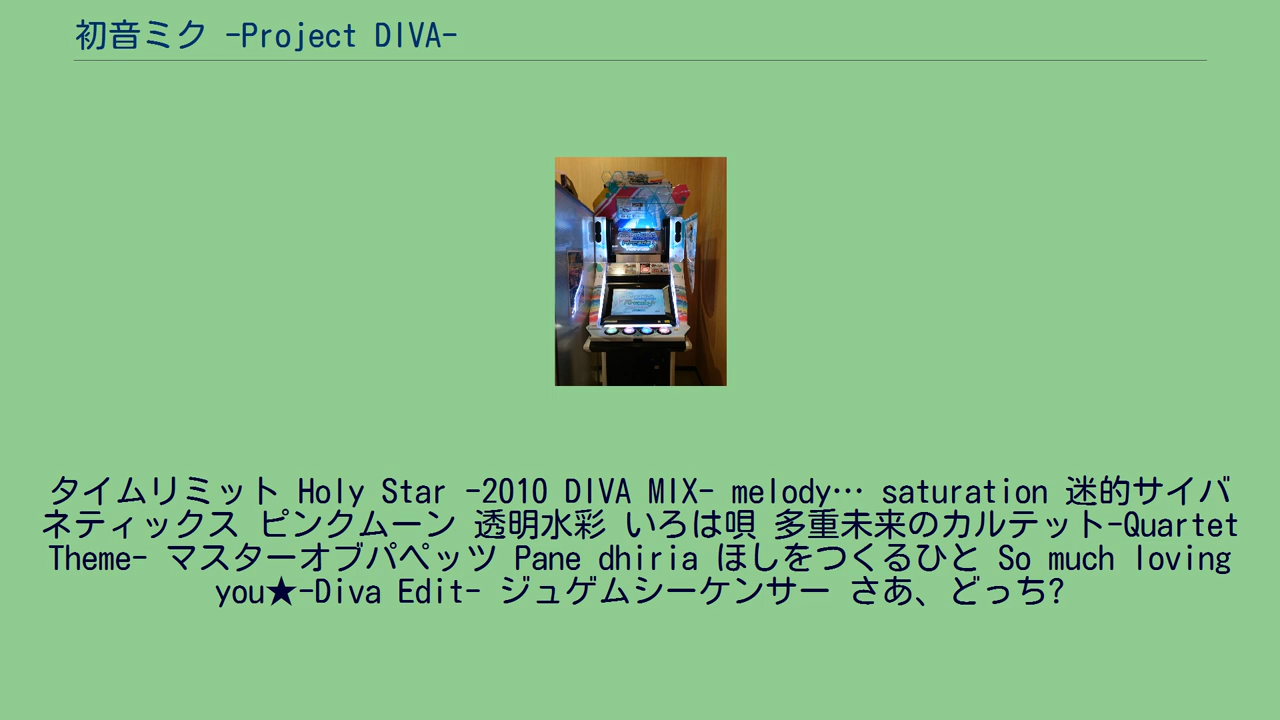 初音ミク -Project DIVA-
タイムリミット Holy Star -2010 DIVA MIX- melody… saturation 迷的サイバ
ネティックス ピンクムーン 透明水彩 いろは唄 多重未来のカルテット-Quartet
Theme- マスターオブパペッツ Pane dhiria ほしをつくるひと So much loving
you★-Diva Edit- ジュゲムシーケンサー さあ、どっち?